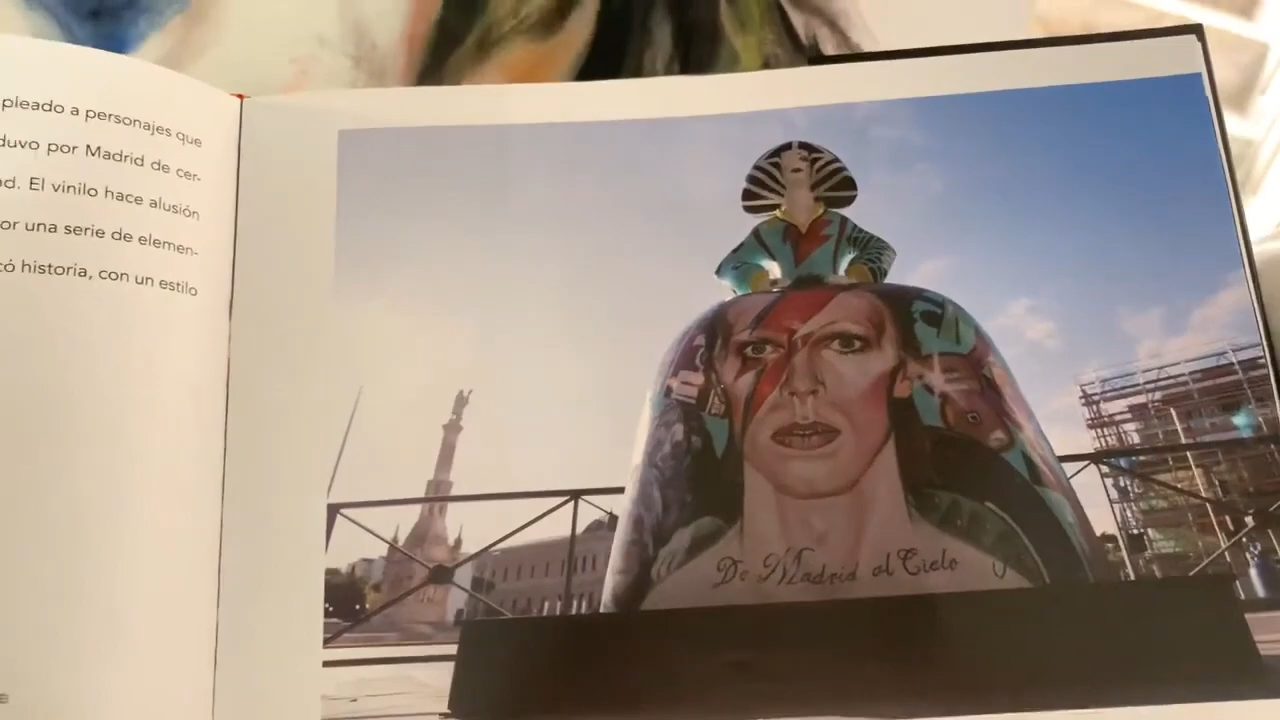 pleado a personajes que
duvo por Madrid de cer-
ad. El vinilo hace alusión
or una serie de elemen-
có historia, con un estilo
De Madrid al Cielo